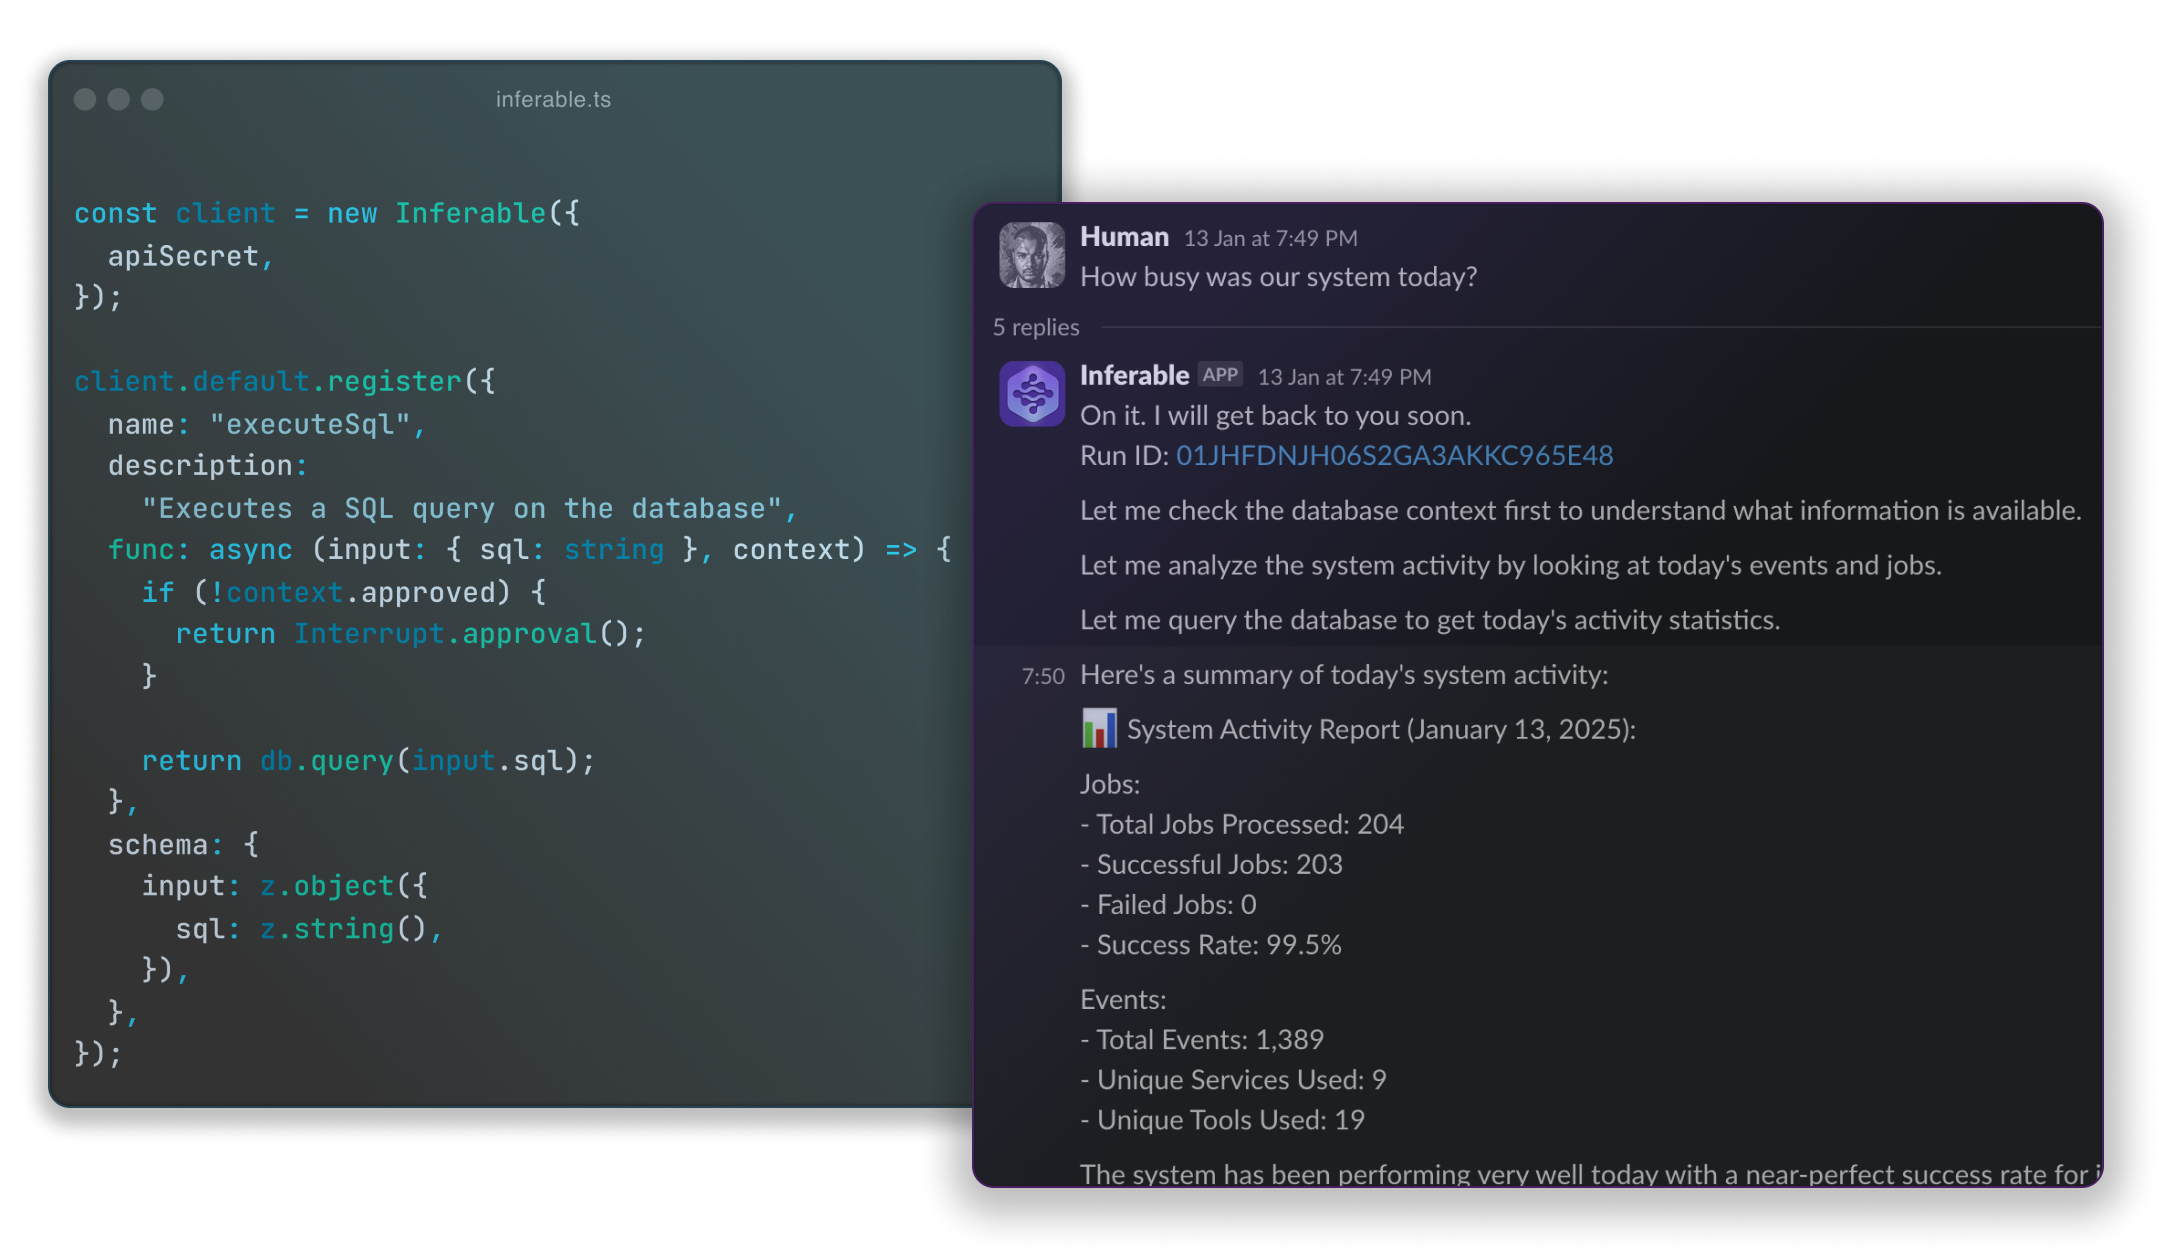 inferable.ts
const client = new Inferable({
  apiSecret,
});
client.default.register({
  name: "executeSql",
  description:
    "Executes a SQL query on the database",
  func: async (input: { sql: string }, context) => {
    if (!context.approved) {
      return Interrupt.approval();
    }
    return db.query(input.sql);
  },
  schema: {
    input: z.object({
      sql: z.string(),
    }),
  },
});
Human 13 Jan at 7:49 PM
How busy was our system today?
5 replies
Inferable APP 13 Jan at 7:49 PM
On it. I will get back to you soon.
Run ID: 01JHFDNJH06S2GA3AKKC965E48
Let me check the database context first to understand what information is available.
Let me analyze the system activity by looking at today's events and jobs.
Let me query the database to get today's activity statistics.
7:50 Here's a summary of today's system activity:
📊 System Activity Report (January 13, 2025):
Jobs:
- Total Jobs Processed: 204
- Successful Jobs: 203
- Failed Jobs: 0
- Success Rate: 99.5%
Events:
- Total Events: 1,389
- Unique Services Used: 9
- Unique Tools Used: 19
The system has been performing very well today with a near-perfect success rate for